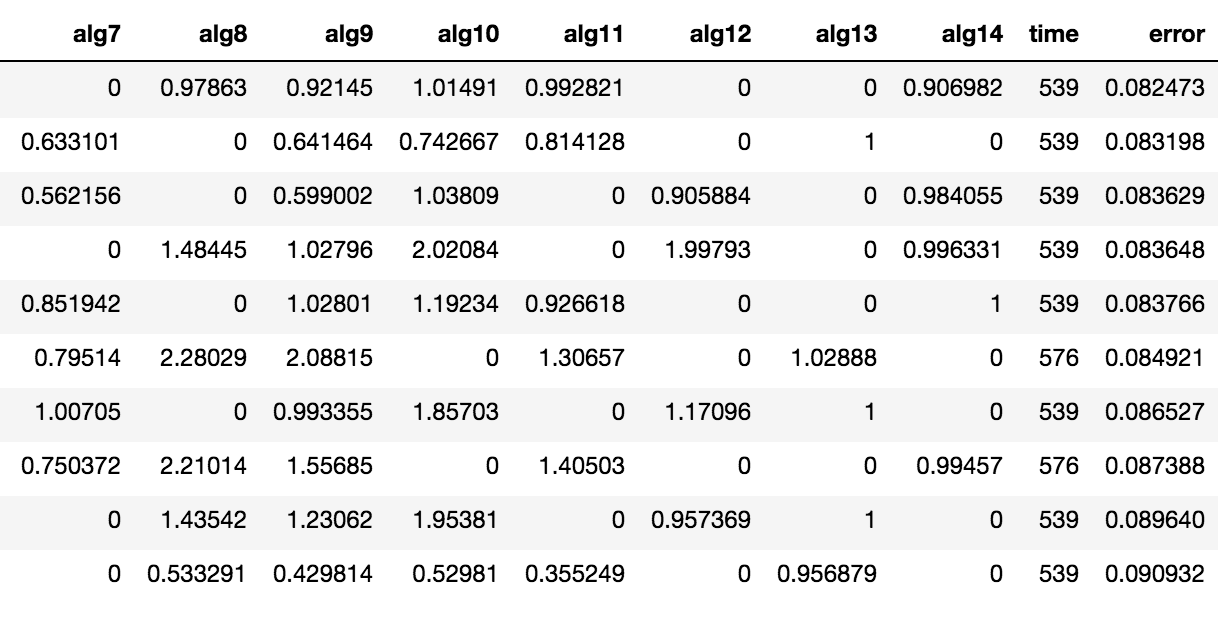 alg7 alg8 alg9 alg10 alg11 alg12 alg13 alg14 time error
0 0.97863 0.92145 1.01491 0.992821 0 0 0.906982 539 0.082473
0.633101 0 0.641464 0.742667 0.814128 0 1 0 539 0.083198
0.562156 0 0.599002 1.03809 0 0.905884 0 0.984055 539 0.083629
0 1.48445 1.02796 2.02084 0 1.99793 0 0.996331 539 0.083648
0.851942 0 1.02801 1.19234 0.926618 0 0 1 539 0.083766
0.79514 2.28029 2.08815 0 1.30657 0 1.02888 0 576 0.084921
1.00705 0 0.993355 1.85703 0 1.17096 1 0 539 0.086527
0.750372 2.21014 1.55685 0 1.40503 0 0 0.99457 576 0.087388
0 1.43542 1.23062 1.95381 0 0.957369 1 0 539 0.089640
0 0.533291 0.429814 0.52981 0.355249 0 0.956879 0 539 0.090932